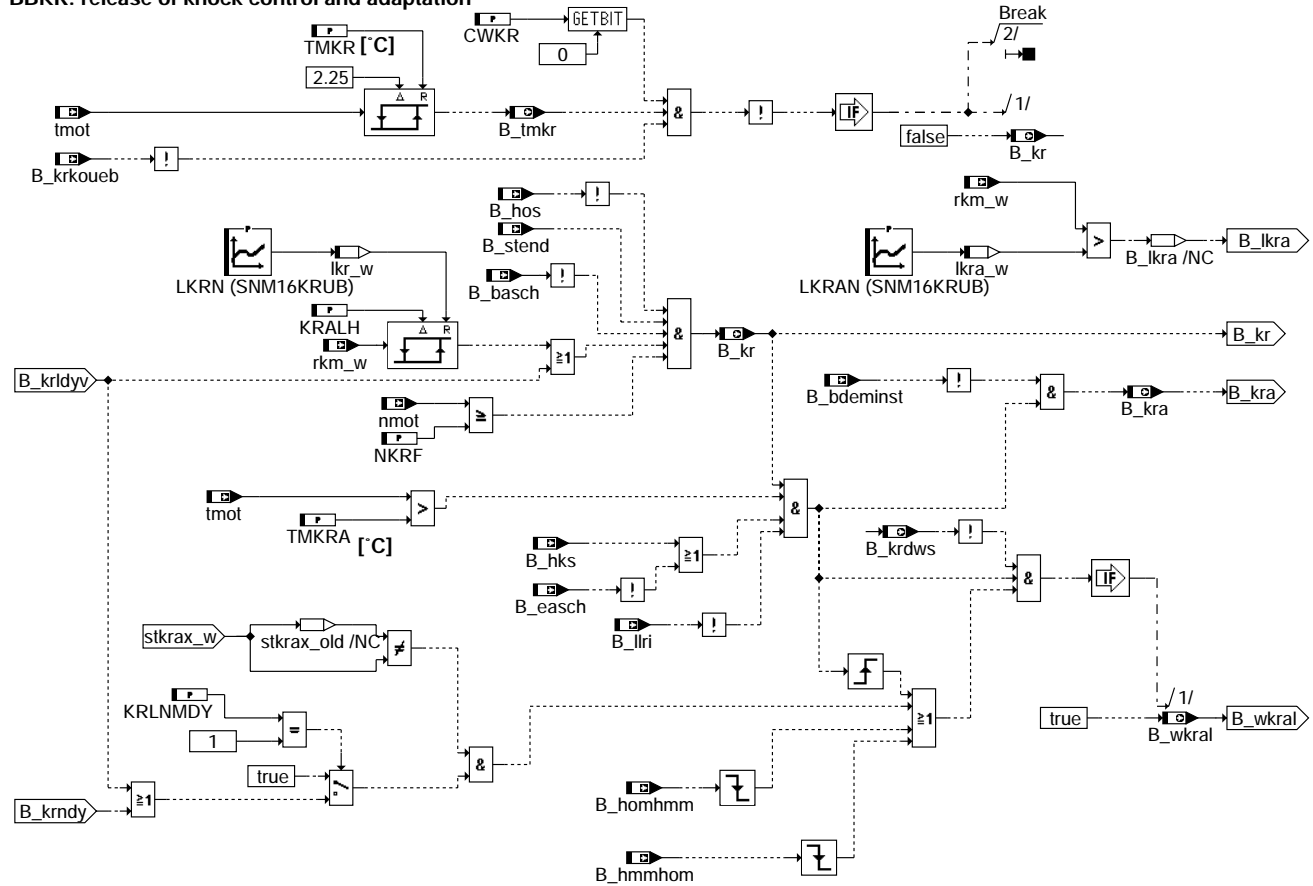 BBKR: release of knock control and adaptation
Break
2/
P
CWKR
GETBIT
0
P
TMKR [°C]
2.25
Δ R
tmot
B_tmkr
&
!
IF
/1/
false
B_kr
B_krkoueb
!
B_hos
!
B_stend
B_basch
!
P
LKRN (SNM16KRUB)
lkr_w
P
KRALH
Δ R
rkm_w
≧1
&
B_kr
rkm_w
P
LKRAN (SNM16KRUB)
lkra_w
>
B_lkra /NC
B_lkra
B_kr
B_krldyv
nmot
P
NKRF
≧
B_bdeminst
!
&
B_kra
B_kra
tmot
P
TMKRA [°C]
>
&
B_hks
≧1
B_easch
!
B_llri
!
B_krdws
!
&
IF
stkrax_w
stkrax_old /NC
≠
P
KRLNMDY
1
=
true
&
≧1
/1/
true
B_wkral
B_wkral
B_krndy
≧1
B_homhmm
B_hmmhom